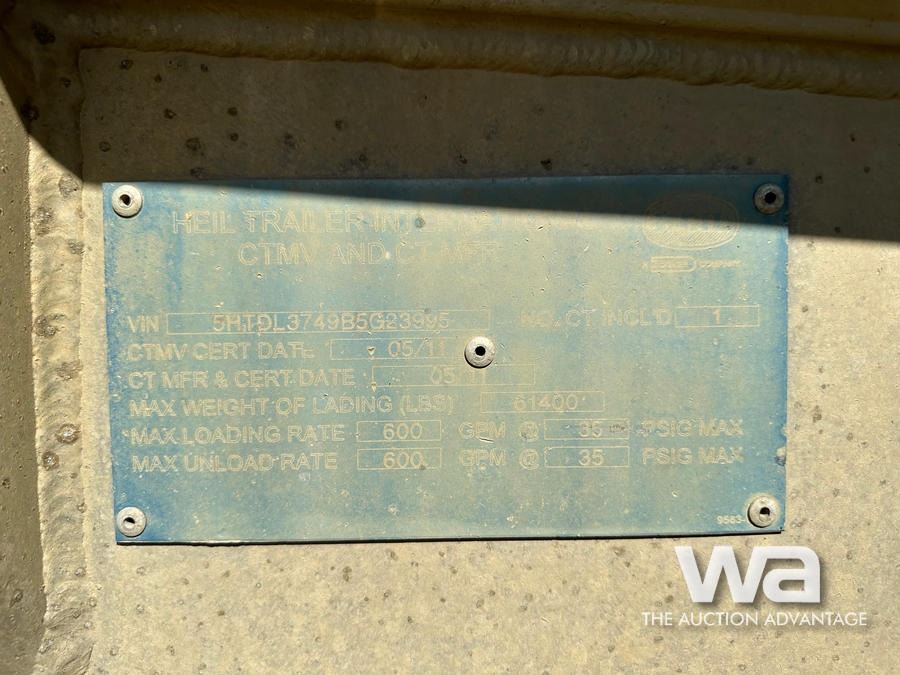 HEIL TRAILER
CTMV AND CT MFR
COMPANY
VIN 5HTDL3749B5G23995 NO. CT INCL'D 1
CTMV CERT DATE 05/11
CT MFR & CERT DATE 05/11
MAX WEIGHT OF LADING (LBS) 61400
MAX LOADING RATE 600 GPM @ 35 PSIG MAX
MAX UNLOAD RATE 600 GPM @ 35 PSIG MAX
wa
THE AUCTION ADVANTAGE